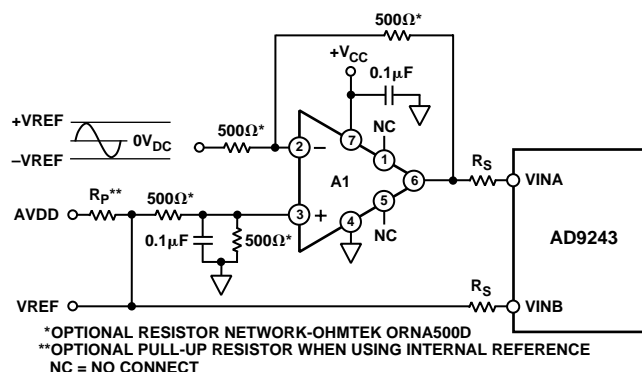 500Ω*
+VCC
0.1µF
+VREF
0VDC
–VREF
500Ω*
2
–
7
NC
1
A1
6
RS
VINA
RP**
AVDD
500Ω*
3
+
5
4
NC
0.1µF
500Ω*
AD9243
VREF
RS
VINB
*OPTIONAL RESISTOR NETWORK-OHMTEK ORNA500D
**OPTIONAL PULL-UP RESISTOR WHEN USING INTERNAL REFERENCE
NC = NO CONNECT